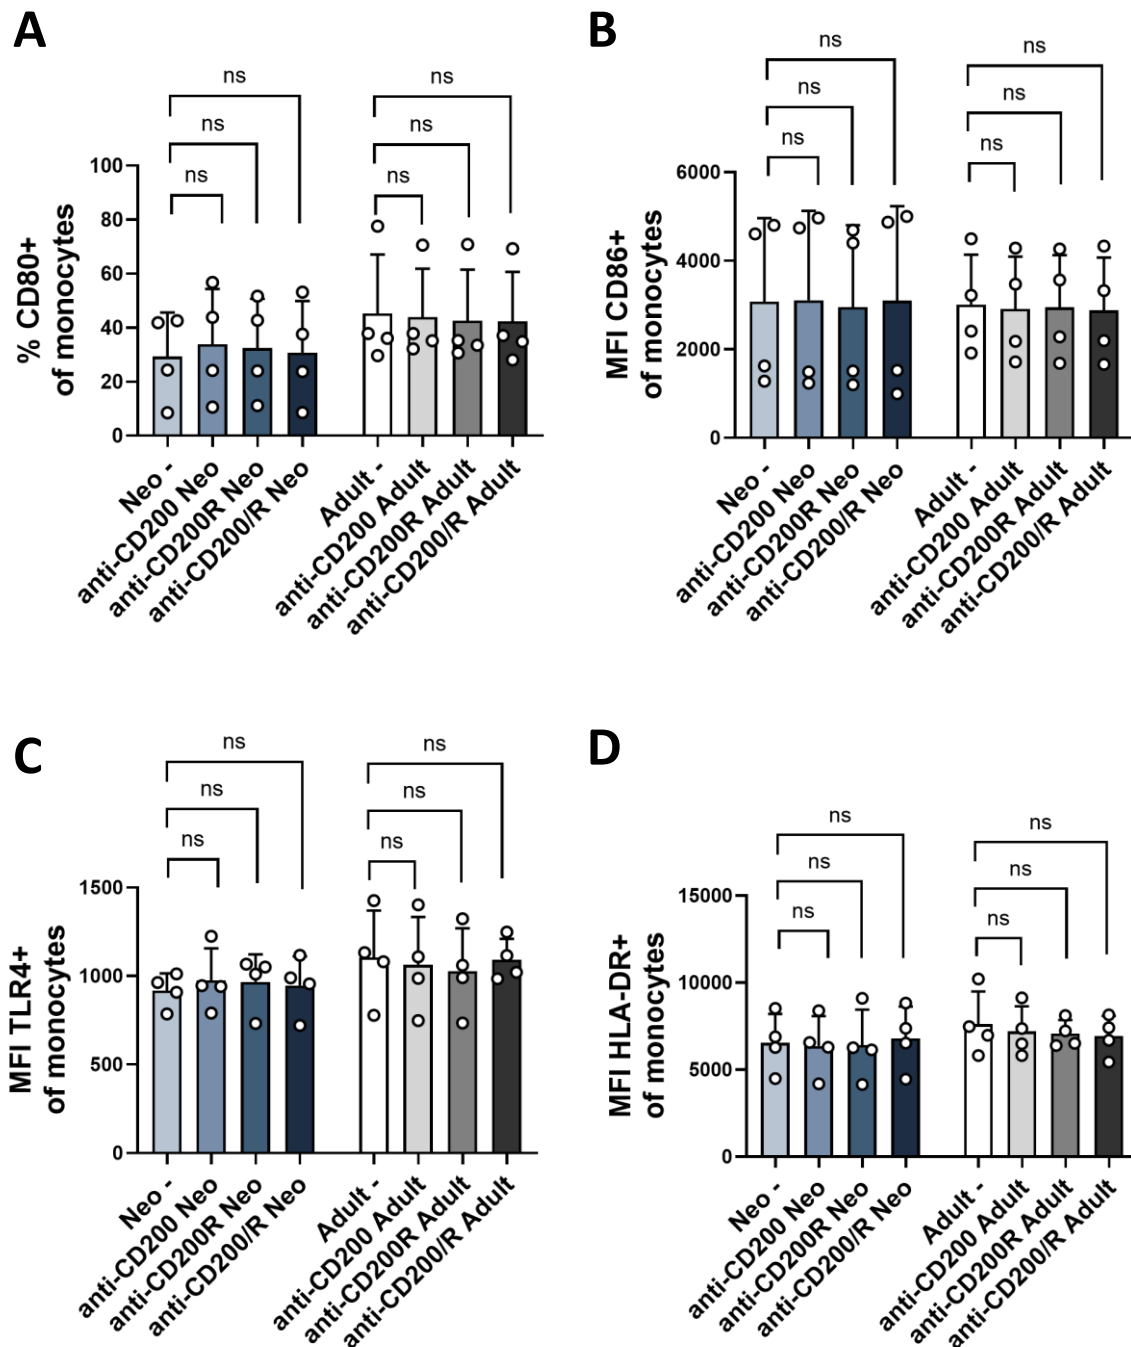 A
ns
ns
ns
ns
ns
ns
% CD80+
of monocytes
100
80
60
40
20
0
Neo -
anti-CD200 Neo
anti-CD200R Neo
anti-CD200/R Neo
Adult -
anti-CD200 Adult
anti-CD200R Adult
anti-CD200/R Adult
B
ns
ns
ns
ns
ns
ns
MFI CD86+
of monocytes
6000
4000
2000
0
Neo -
anti-CD200 Neo
anti-CD200R Neo
anti-CD200/R Neo
Adult -
anti-CD200 Adult
anti-CD200R Adult
anti-CD200/R Adult
C
ns
ns
ns
ns
ns
ns
MFI TLR4+
of monocytes
1500
1000
500
0
Neo -
anti-CD200 Neo
anti-CD200R Neo
anti-CD200/R Neo
Adult -
anti-CD200 Adult
anti-CD200R Adult
anti-CD200/R Adult
D
ns
ns
ns
ns
ns
ns
MFI HLA-DR+
of monocytes
15000
10000
5000
0
Neo -
anti-CD200 Neo
anti-CD200R Neo
anti-CD200/R Neo
Adult -
anti-CD200 Adult
anti-CD200R Adult
anti-CD200/R Adult